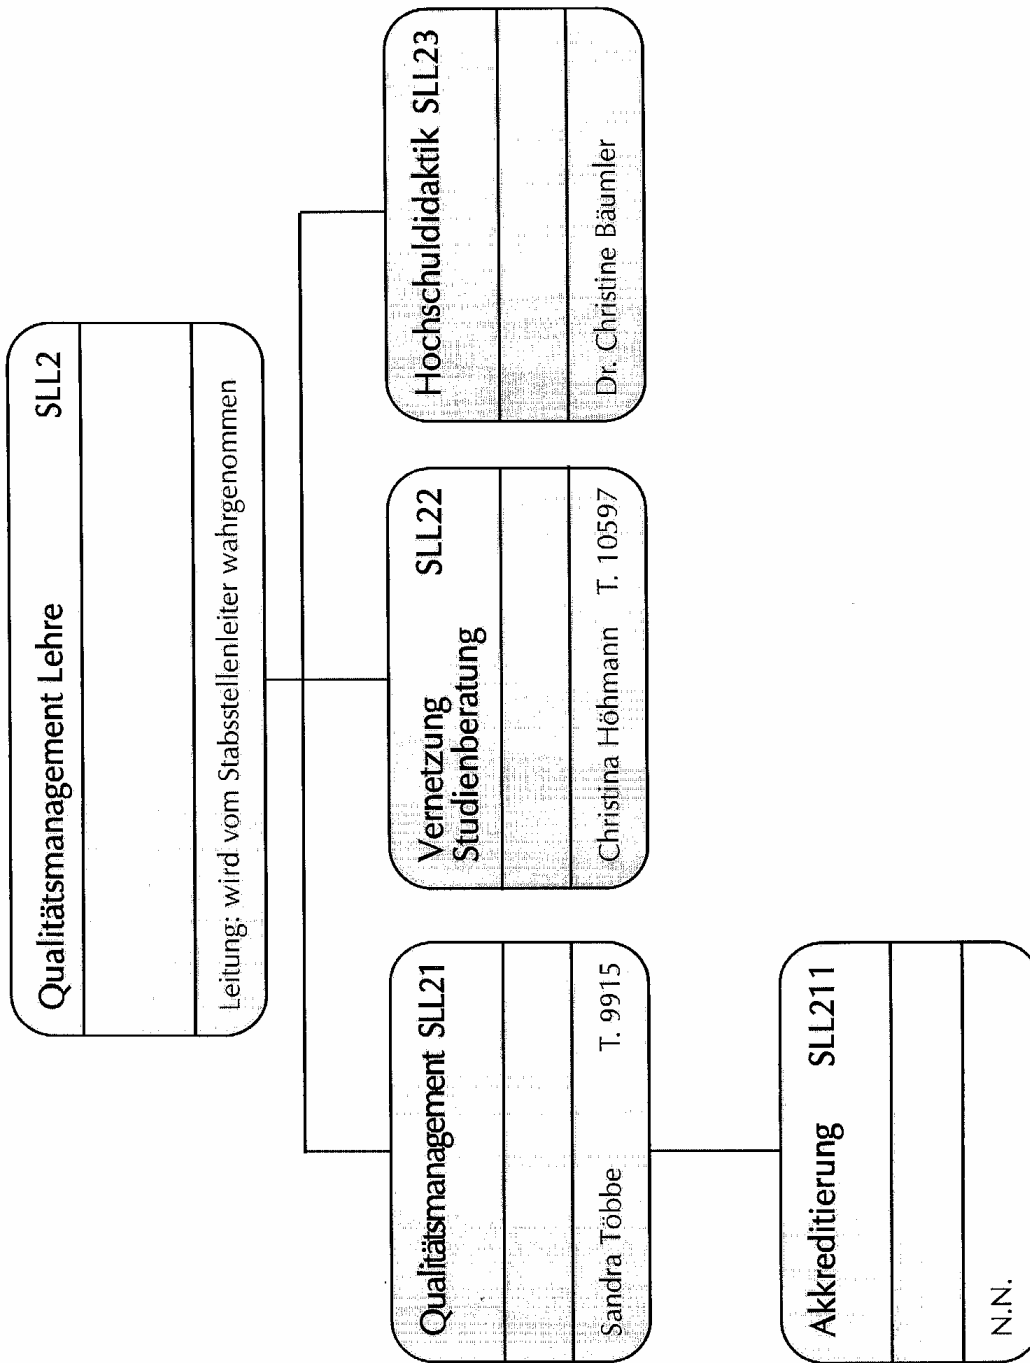 Qualitätsmanagement Lehre SLL2
Leitung: wird vom Stabsstellenleiter wahrgenommen
Qualitätsmanagement SLL21
Sandra Többe T. 9915
Vernetzung SLL22
Studienberatung
Christina Höhmann T. 10597
Hochschuldidaktik SLL23
Dr. Christine Bäumler
Akkreditierung SLL211
N.N.